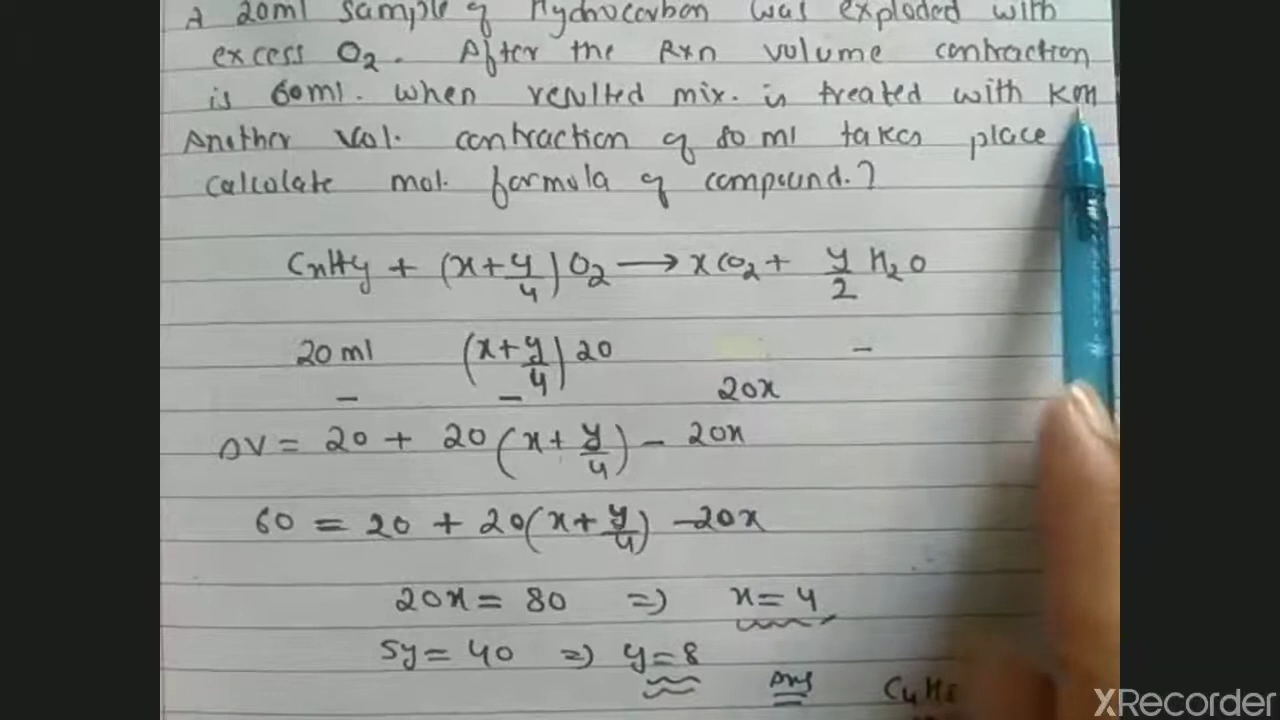 A 20ml sample of Hydrocarbon was exploded with
excess O2. After the Rxn volume contraction
is 60ml. when resulted mix. is treated with KOH
Another vol. contraction of 80 ml takes place
calculate mol. formula of compound.?
CxHy + (x+y/4)O2 → xCO2 + y/2 H2O
20 ml (x+y/4) 20 –
– – 20x
ΔV = 20 + 20(x+y/4) - 20x
60 = 20 + 20(x+y/4) - 20x
20x = 80 => x=4
5y = 40 => y=8
Ans C4H8
XRecorder